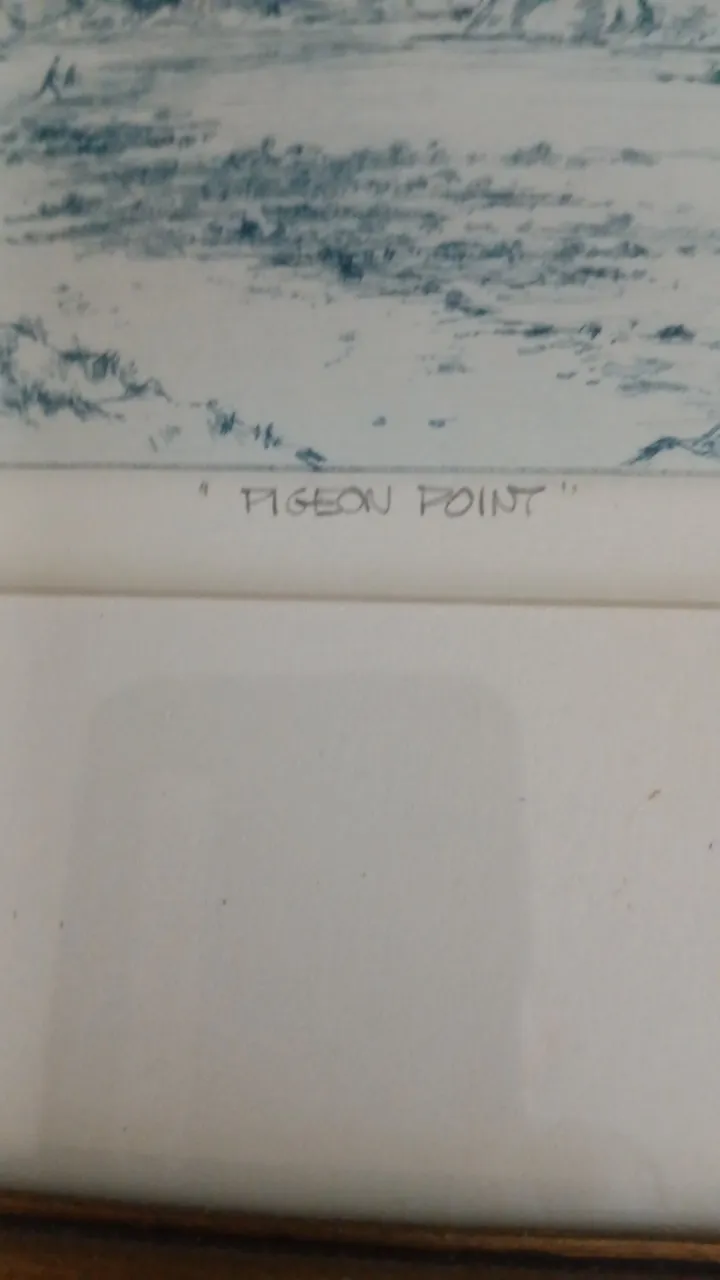 " PIGEON POINT "